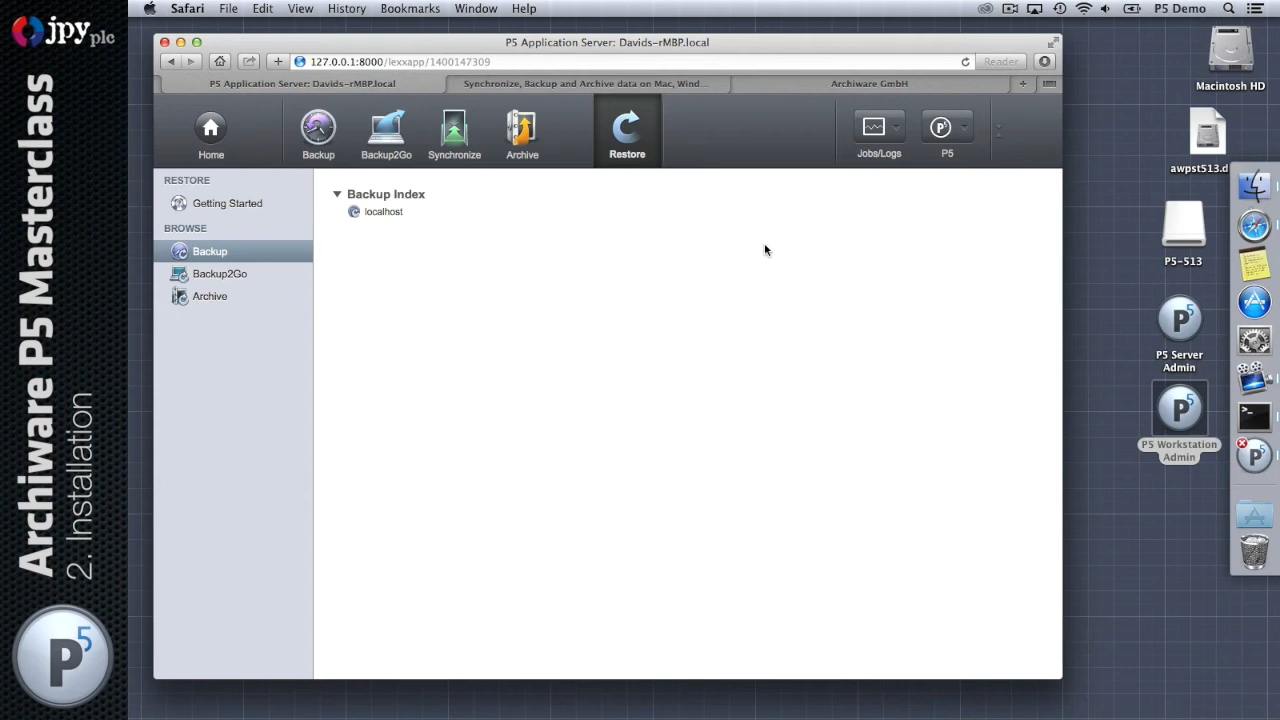 jpy plc
Archiware P5 Masterclass
2. Installation
P5
Safari File Edit View History Bookmarks Window Help
P5 Demo
P5 Application Server: Davids-rMBP.local
127.0.0.1:8000/lexxapp/1400147309
Reader
P5 Application Server: Davids-rMBP.local
Synchronize, Backup and Archive data on Mac, Wind...
Archiware GmbH
Home
Backup
Backup2Go
Synchronize
Archive
Restore
Jobs/Logs
P5
RESTORE
Getting Started
BROWSE
Backup
Backup2Go
Archive
Backup Index
localhost
Macintosh HD
awpst513.d
P5-513
P5
P5 Server
Admin
P5
P5 Workstation
Admin
P5